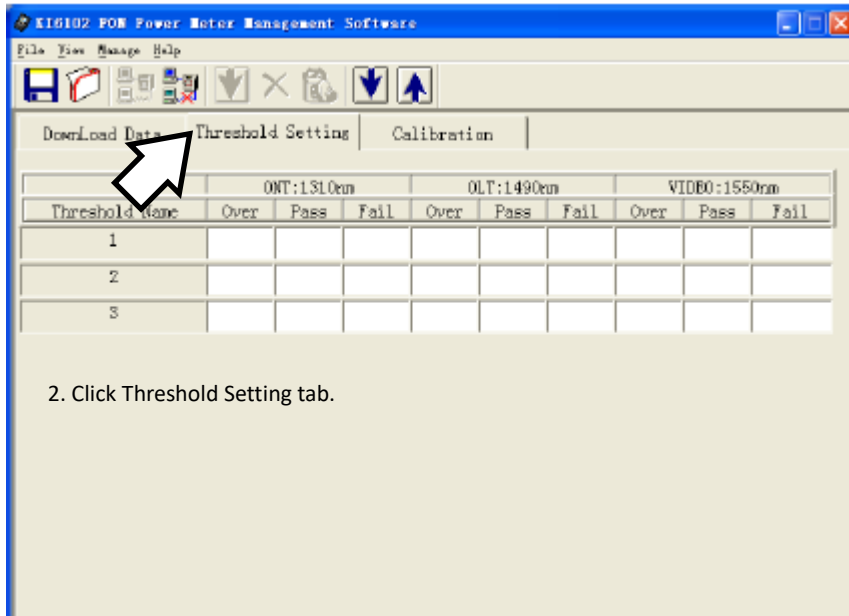 KI6102 PON Power Meter Management Software
File View Manage Help
DownLoad Data Threshold Setting Calibration
ONT:1310nm OLT:1490nm VIDEO:1550nm
Threshold Name Over Pass Fail Over Pass Fail Over Pass Fail
1
2
3
2. Click Threshold Setting tab.